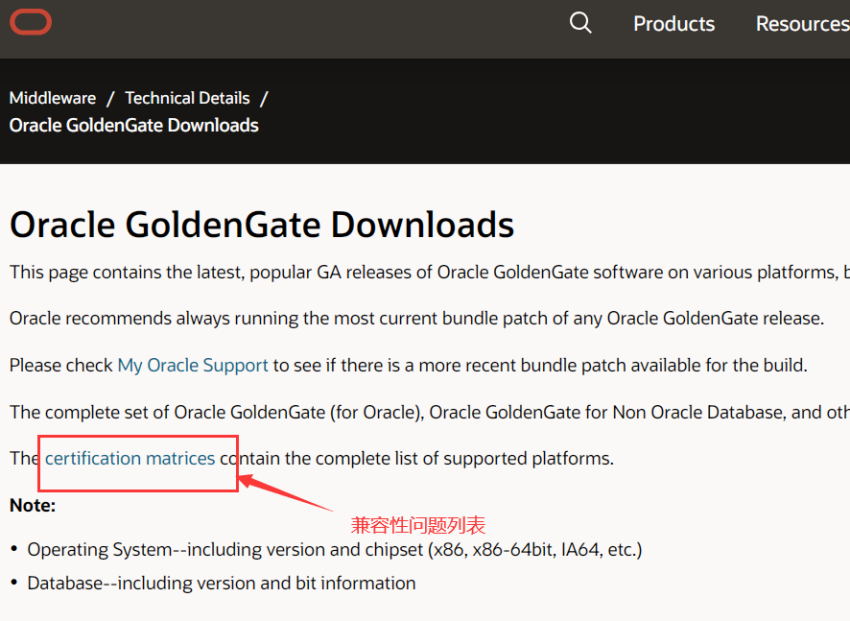 Products
Resources
Middleware / Technical Details /
Oracle GoldenGate Downloads
Oracle GoldenGate Downloads
This page contains the latest, popular GA releases of Oracle GoldenGate software on various platforms, b
Oracle recommends always running the most current bundle patch of any Oracle GoldenGate release.
Please check My Oracle Support to see if there is a more recent bundle patch available for the build.
The complete set of Oracle GoldenGate (for Oracle), Oracle GoldenGate for Non Oracle Database, and oth
The certification matrices contain the complete list of supported platforms.
Note:
兼容性问题列表
• Operating System--including version and chipset (x86, x86-64bit, IA64, etc.)
• Database--including version and bit information